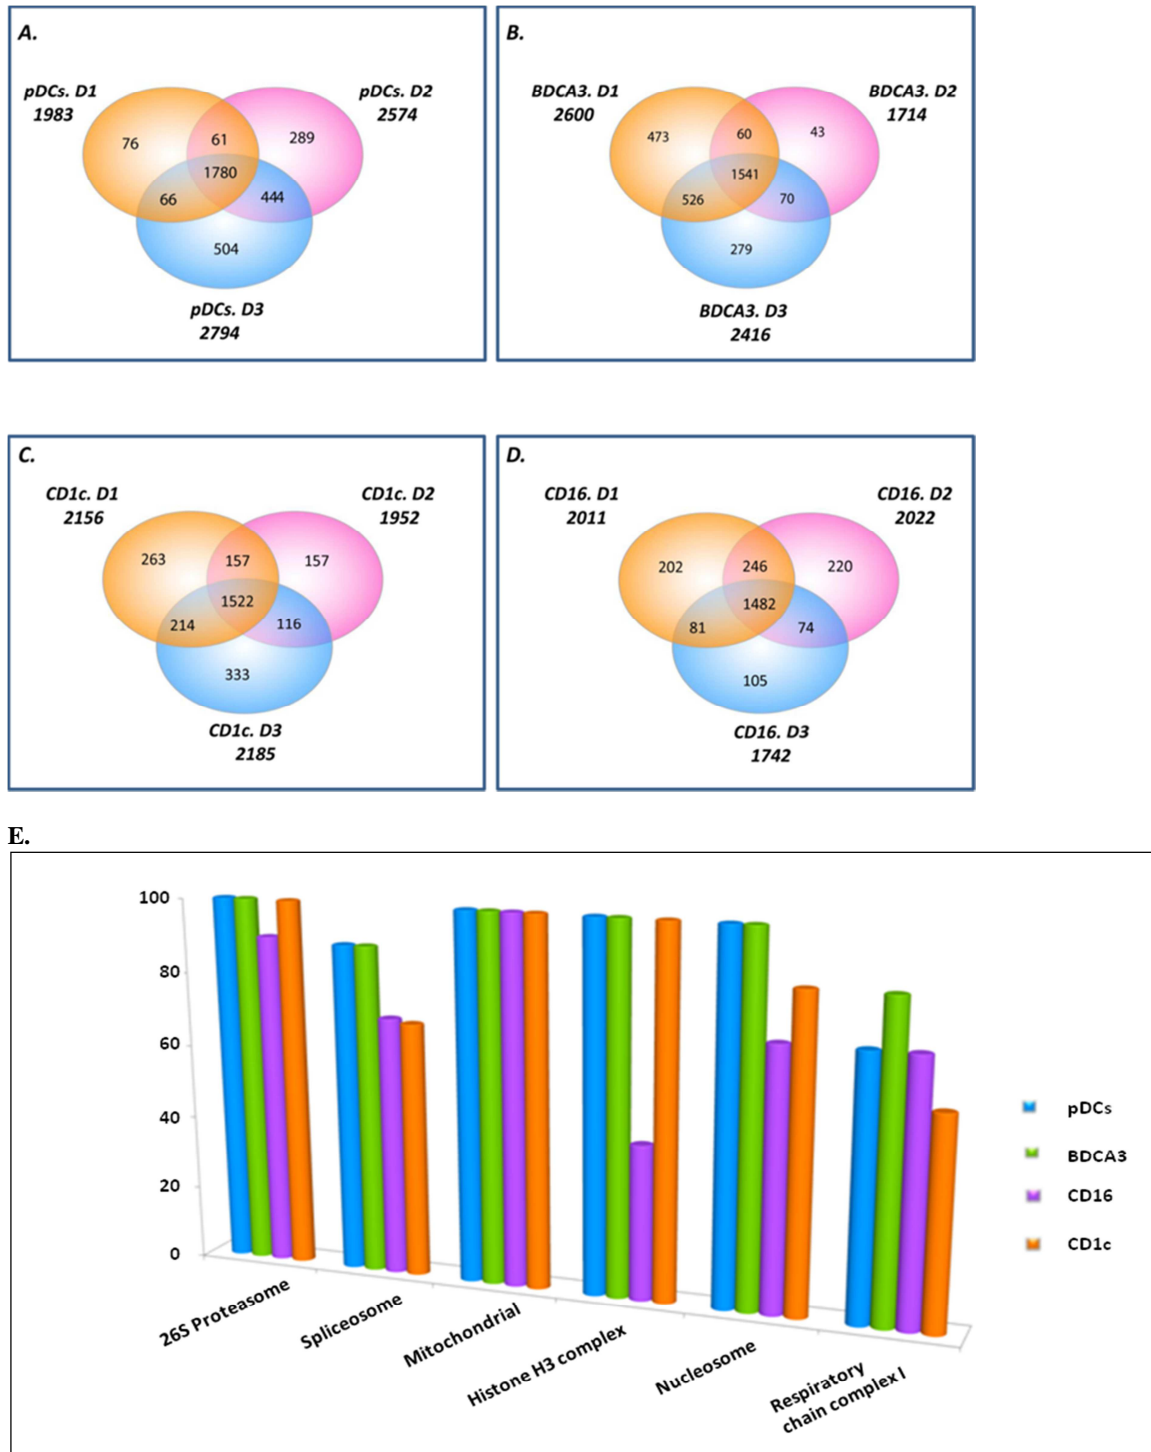 A.
pDCs. D1
1983
pDCs. D2
2574
76
61
289
1780
66
444
504
pDCs. D3
2794
B.
BDCA3. D1
2600
BDCA3. D2
1714
473
60
43
1541
526
70
279
BDCA3. D3
2416
C.
CD1c. D1
2156
CD1c. D2
1952
263
157
157
1522
214
116
333
CD1c. D3
2185
D.
CD16. D1
2011
CD16. D2
2022
202
246
220
1482
81
74
105
CD16. D3
1742
E.
100
80
60
40
20
0
26S Proteasome
Spliceosome
Mitochondrial
Histone H3 complex
Nucleosome
Respiratory
chain complex I
pDCs
BDCA3
CD16
CD1c